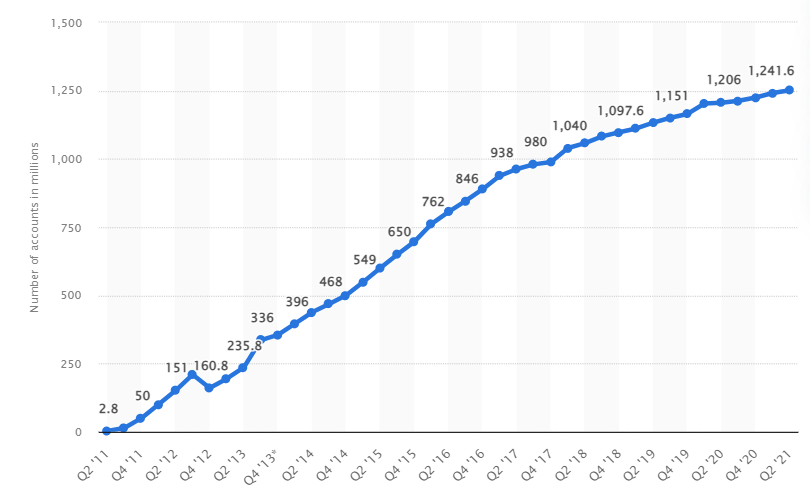 1,500
1,250
1,000
750
500
250
0
Number of accounts in millions
2.8
50
151
160.8
235.8
336
396
468
549
650
762
846
938
980
1,040
1,097.6
1,151
1,206
1,241.6
Q2 '11
Q4 '11
Q2 '12
Q4 '12
Q2 '13
Q4 '13*
Q2 '14
Q4 '14
Q2 '15
Q4 '15
Q2 '16
Q4 '16
Q2 '17
Q4 '17
Q2 '18
Q4 '18
Q2 '19
Q4 '19
Q2 '20
Q4 '20
Q2 '21